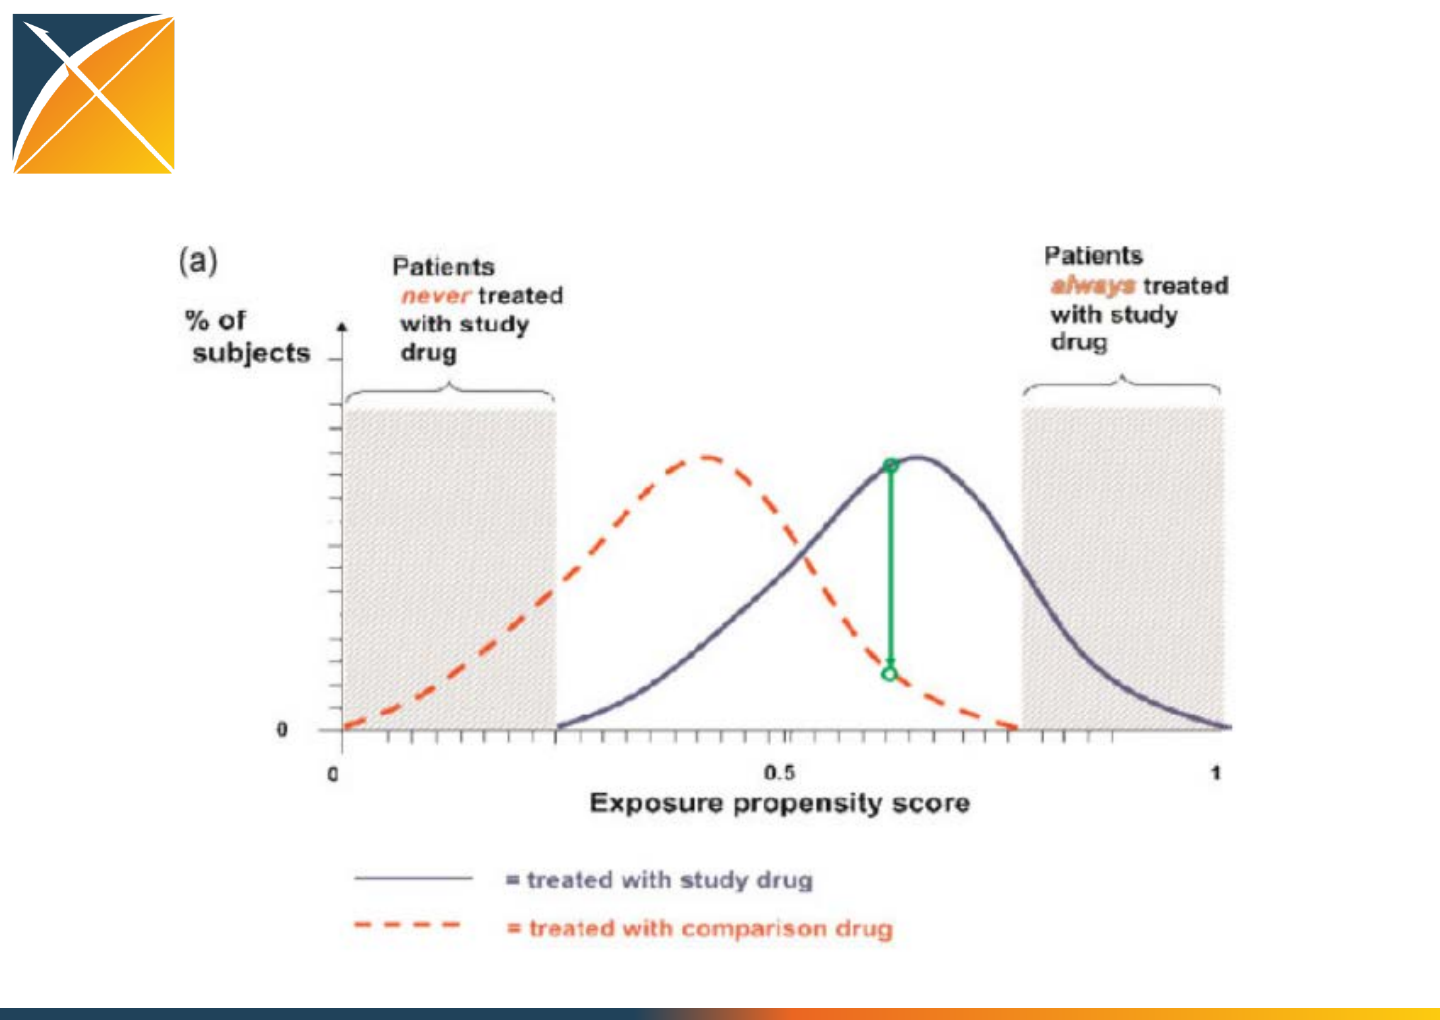 (a)
% of
subjects
Patients
never treated
with study
drug
Patients
always treated
with study
drug
0
0
0.5
1
Exposure propensity score
= treated with study drug
= treated with comparison drug